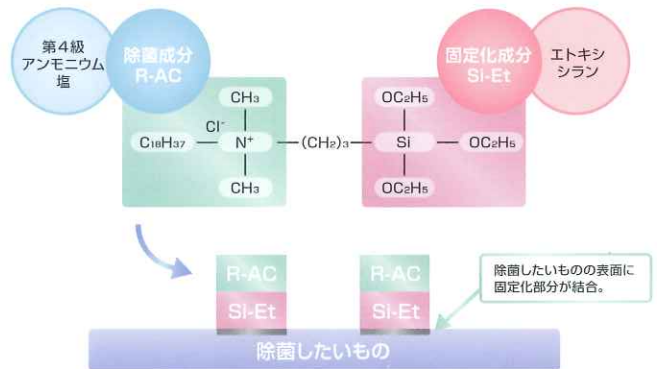 第4級
アンモニウム
塩
除菌成分
R-AC
固定化成分
Si-Et
エトキシ
シラン
CH3
Cl-
C18H37
N+
(CH2)3
CH3
OC2H5
Si
OC2H5
OC2H5
R-AC
Si-Et
R-AC
Si-Et
除菌したいものの表面に
固定化部分が結合。
除菌したいもの